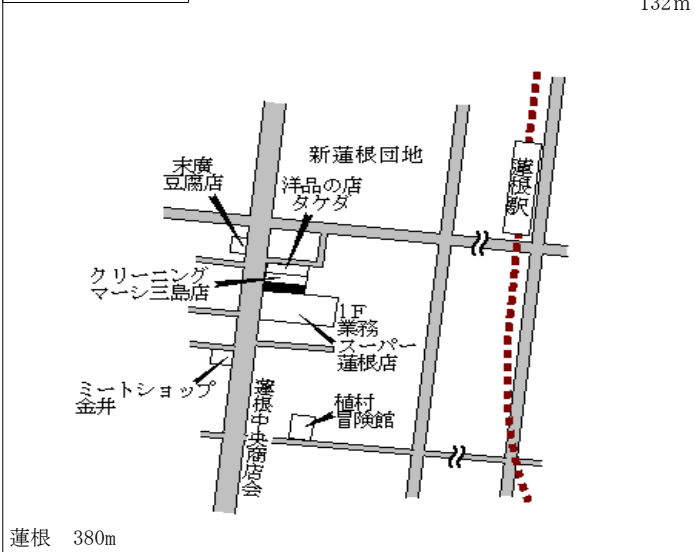 132m
新蓮根団地
末廣
豆腐店
洋品の店
タケダ
蓮根駅
クリーニング
マーシ三島店
1F
業務
スーパー
蓮根店
ミートショップ
金井
蓮根中央商店会
植村
冒険館
蓮根　380m